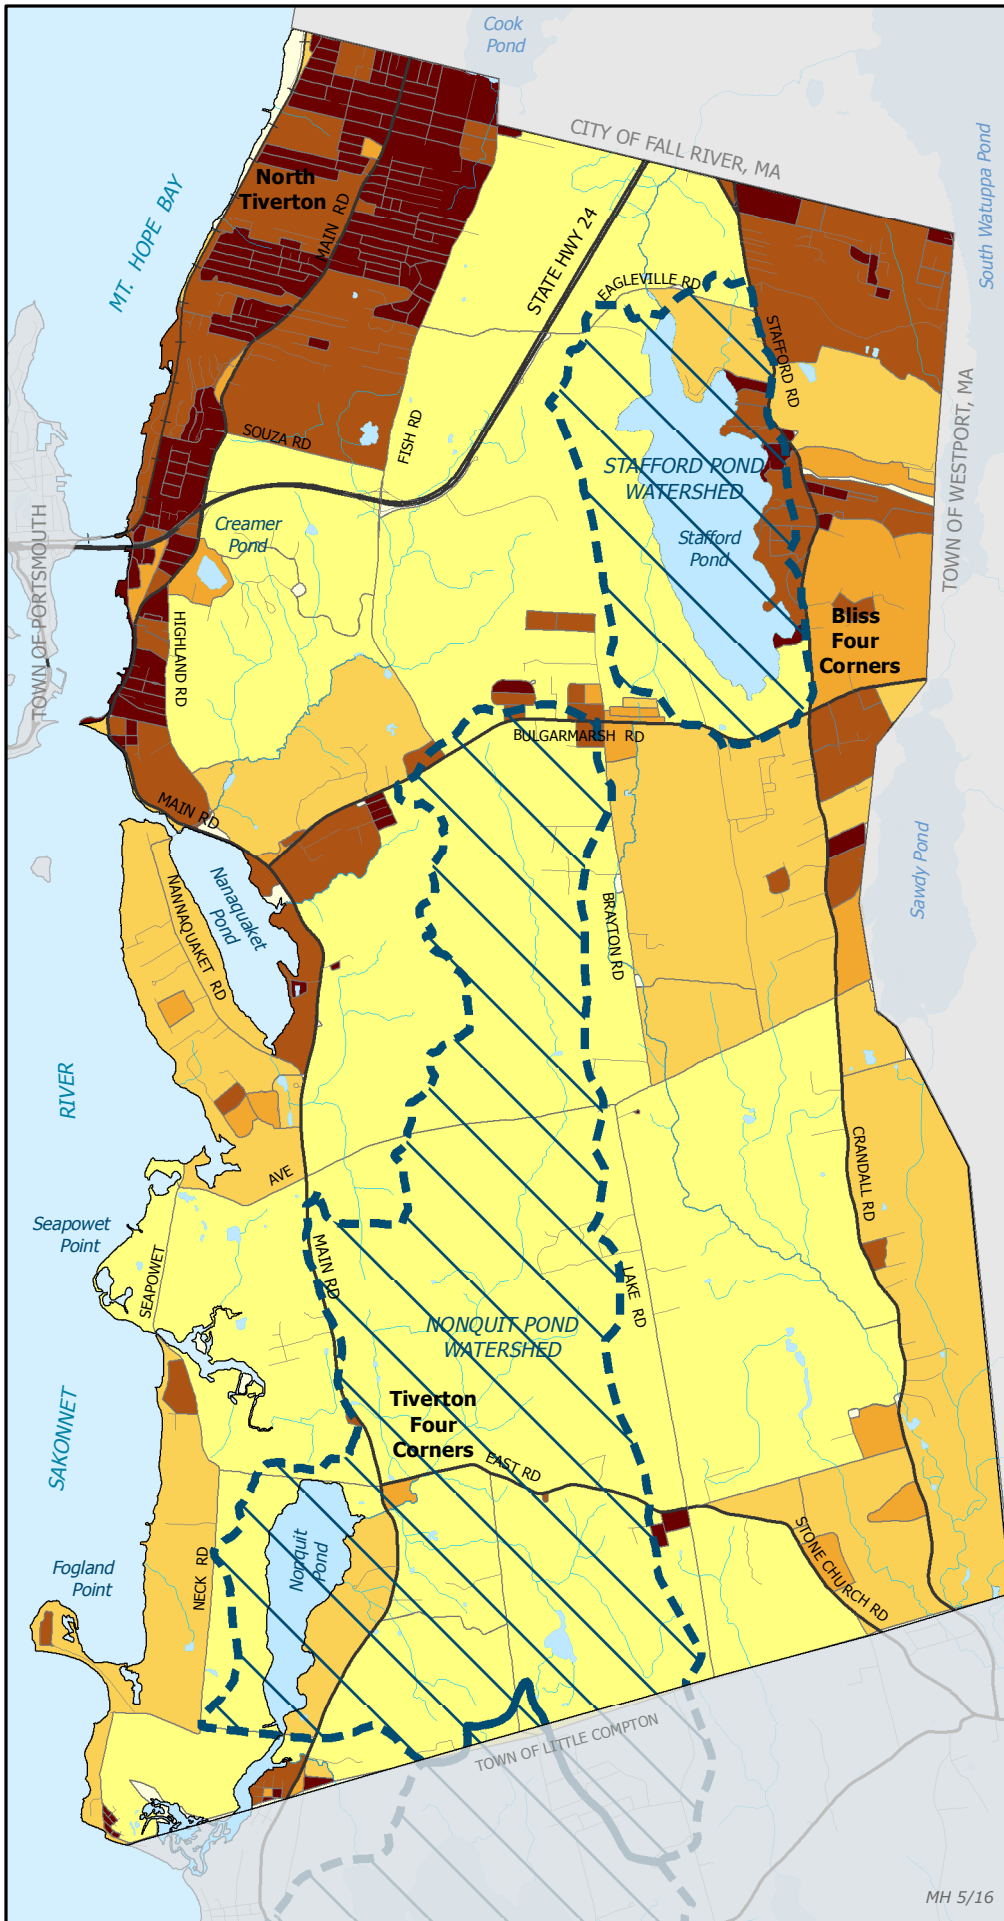 Cook
Pond
CITY OF FALL RIVER, MA
South Watuppa Pond
MT. HOPE BAY
North
Tiverton
MAIN RD
STATE HWY 24
EAGLEVILLE RD
STAFFORD RD
TOWN OF WESTPORT, MA
SOUZA RD
FISH RD
STAFFORD POND
WATERSHED
Stafford
Pond
Creamer
Pond
TOWN OF PORTSMOUTH
HIGHLAND RD
Bliss
Four
Corners
BULGARMARSH RD
MAIN RD
Nanaquaket
Pond
NANNAQUAKET RD
BRAYTON RD
Sawdy Pond
RIVER
AVE
CRANDALL RD
Seapowet
Point
SEAPOWET
MAIN RD
LAKE RD
NONQUIT POND
WATERSHED
Tiverton
Four
Corners
SAKONNET
EAST RD
STONE CHURCH RD
Nonquit
Pond
Fogland
Point
NECK RD
TOWN OF LITTLE COMPTON
MH 5/16